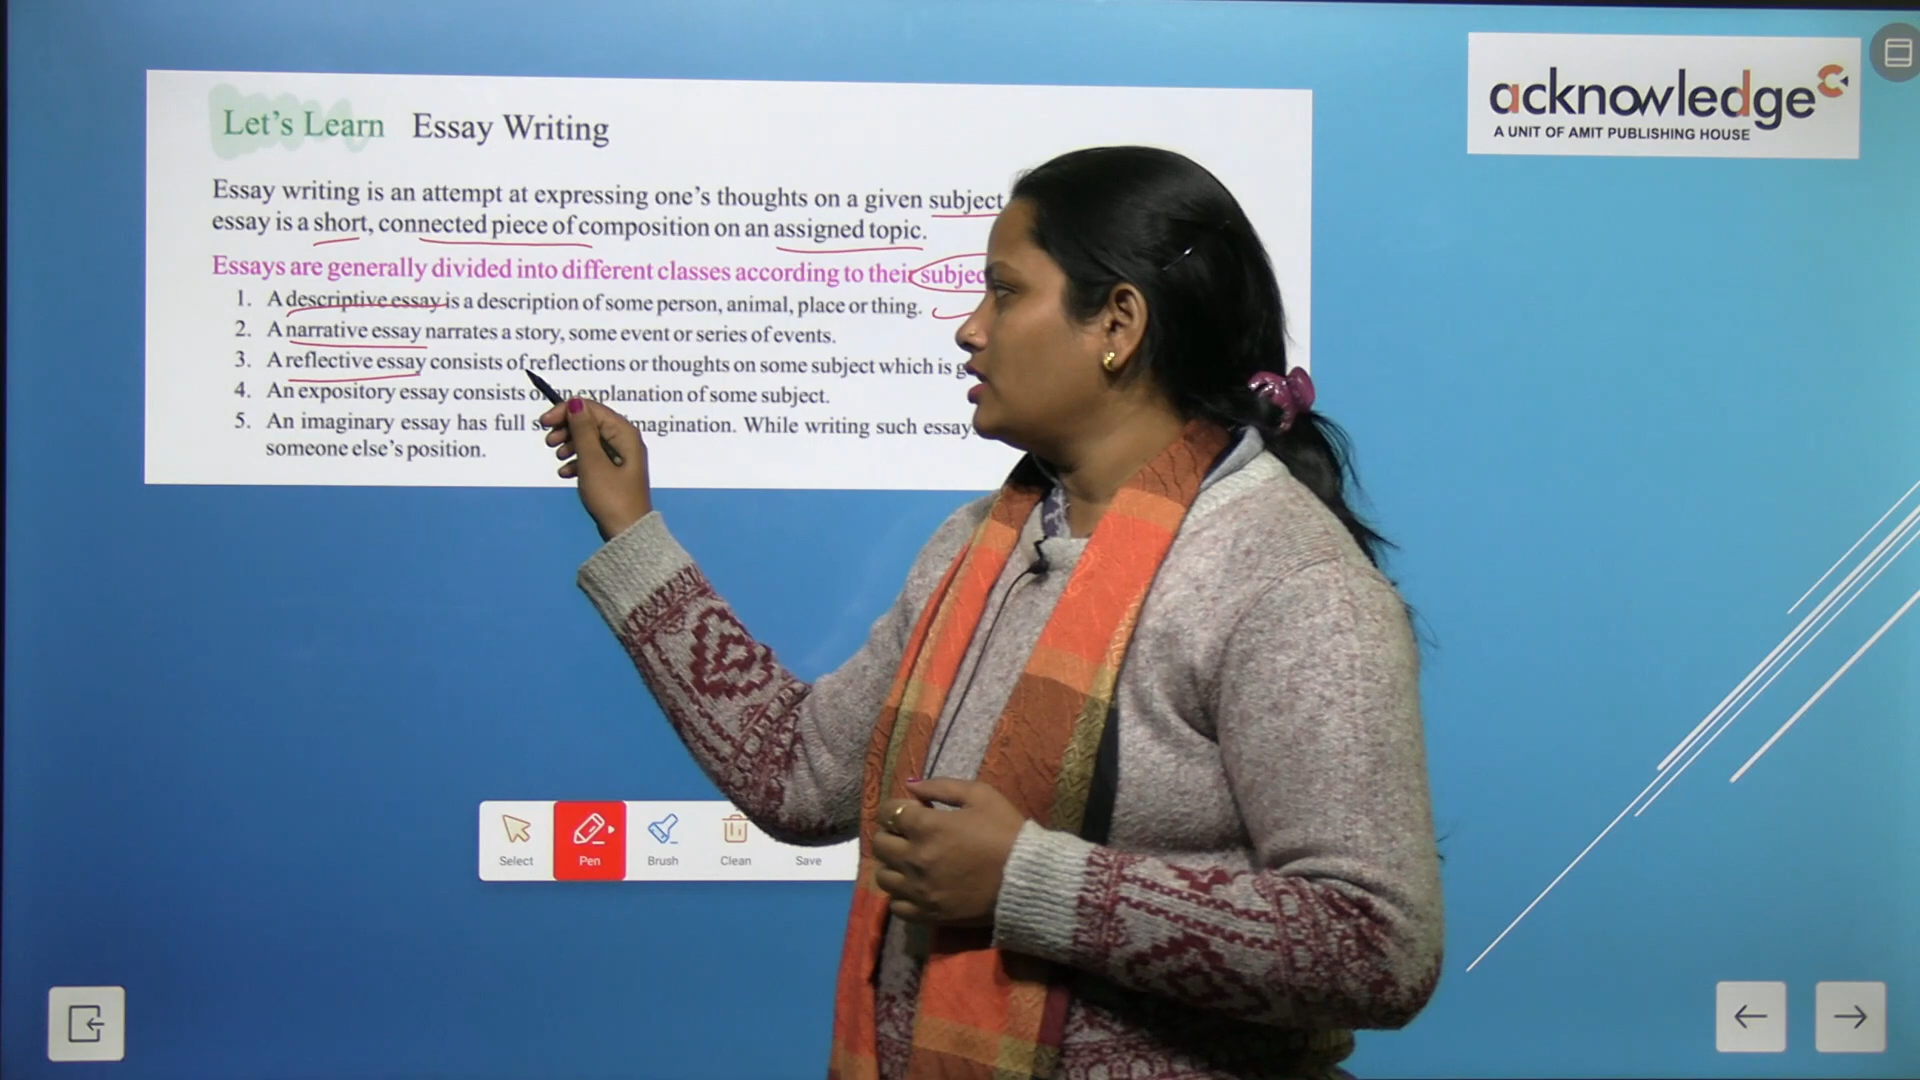 acknowledge
A UNIT OF AMIT PUBLISHING HOUSE
Let's Learn Essay Writing
Essay writing is an attempt at expressing one's thoughts on a given subject
essay is a short, connected piece of composition on an assigned topic.
Essays are generally divided into different classes according to their
1. A descriptive essay is a description of some person, animal, place or thing.
2. A narrative essay narrates a story, some event or series of events.
3. A reflective essay consists of reflections or thoughts on some subject which is
4. An expository essay consists explanation of some subject.
5. An imaginary essay has full imagination. While writing such essay
someone else's position.
Select Pen Brush Clean Save